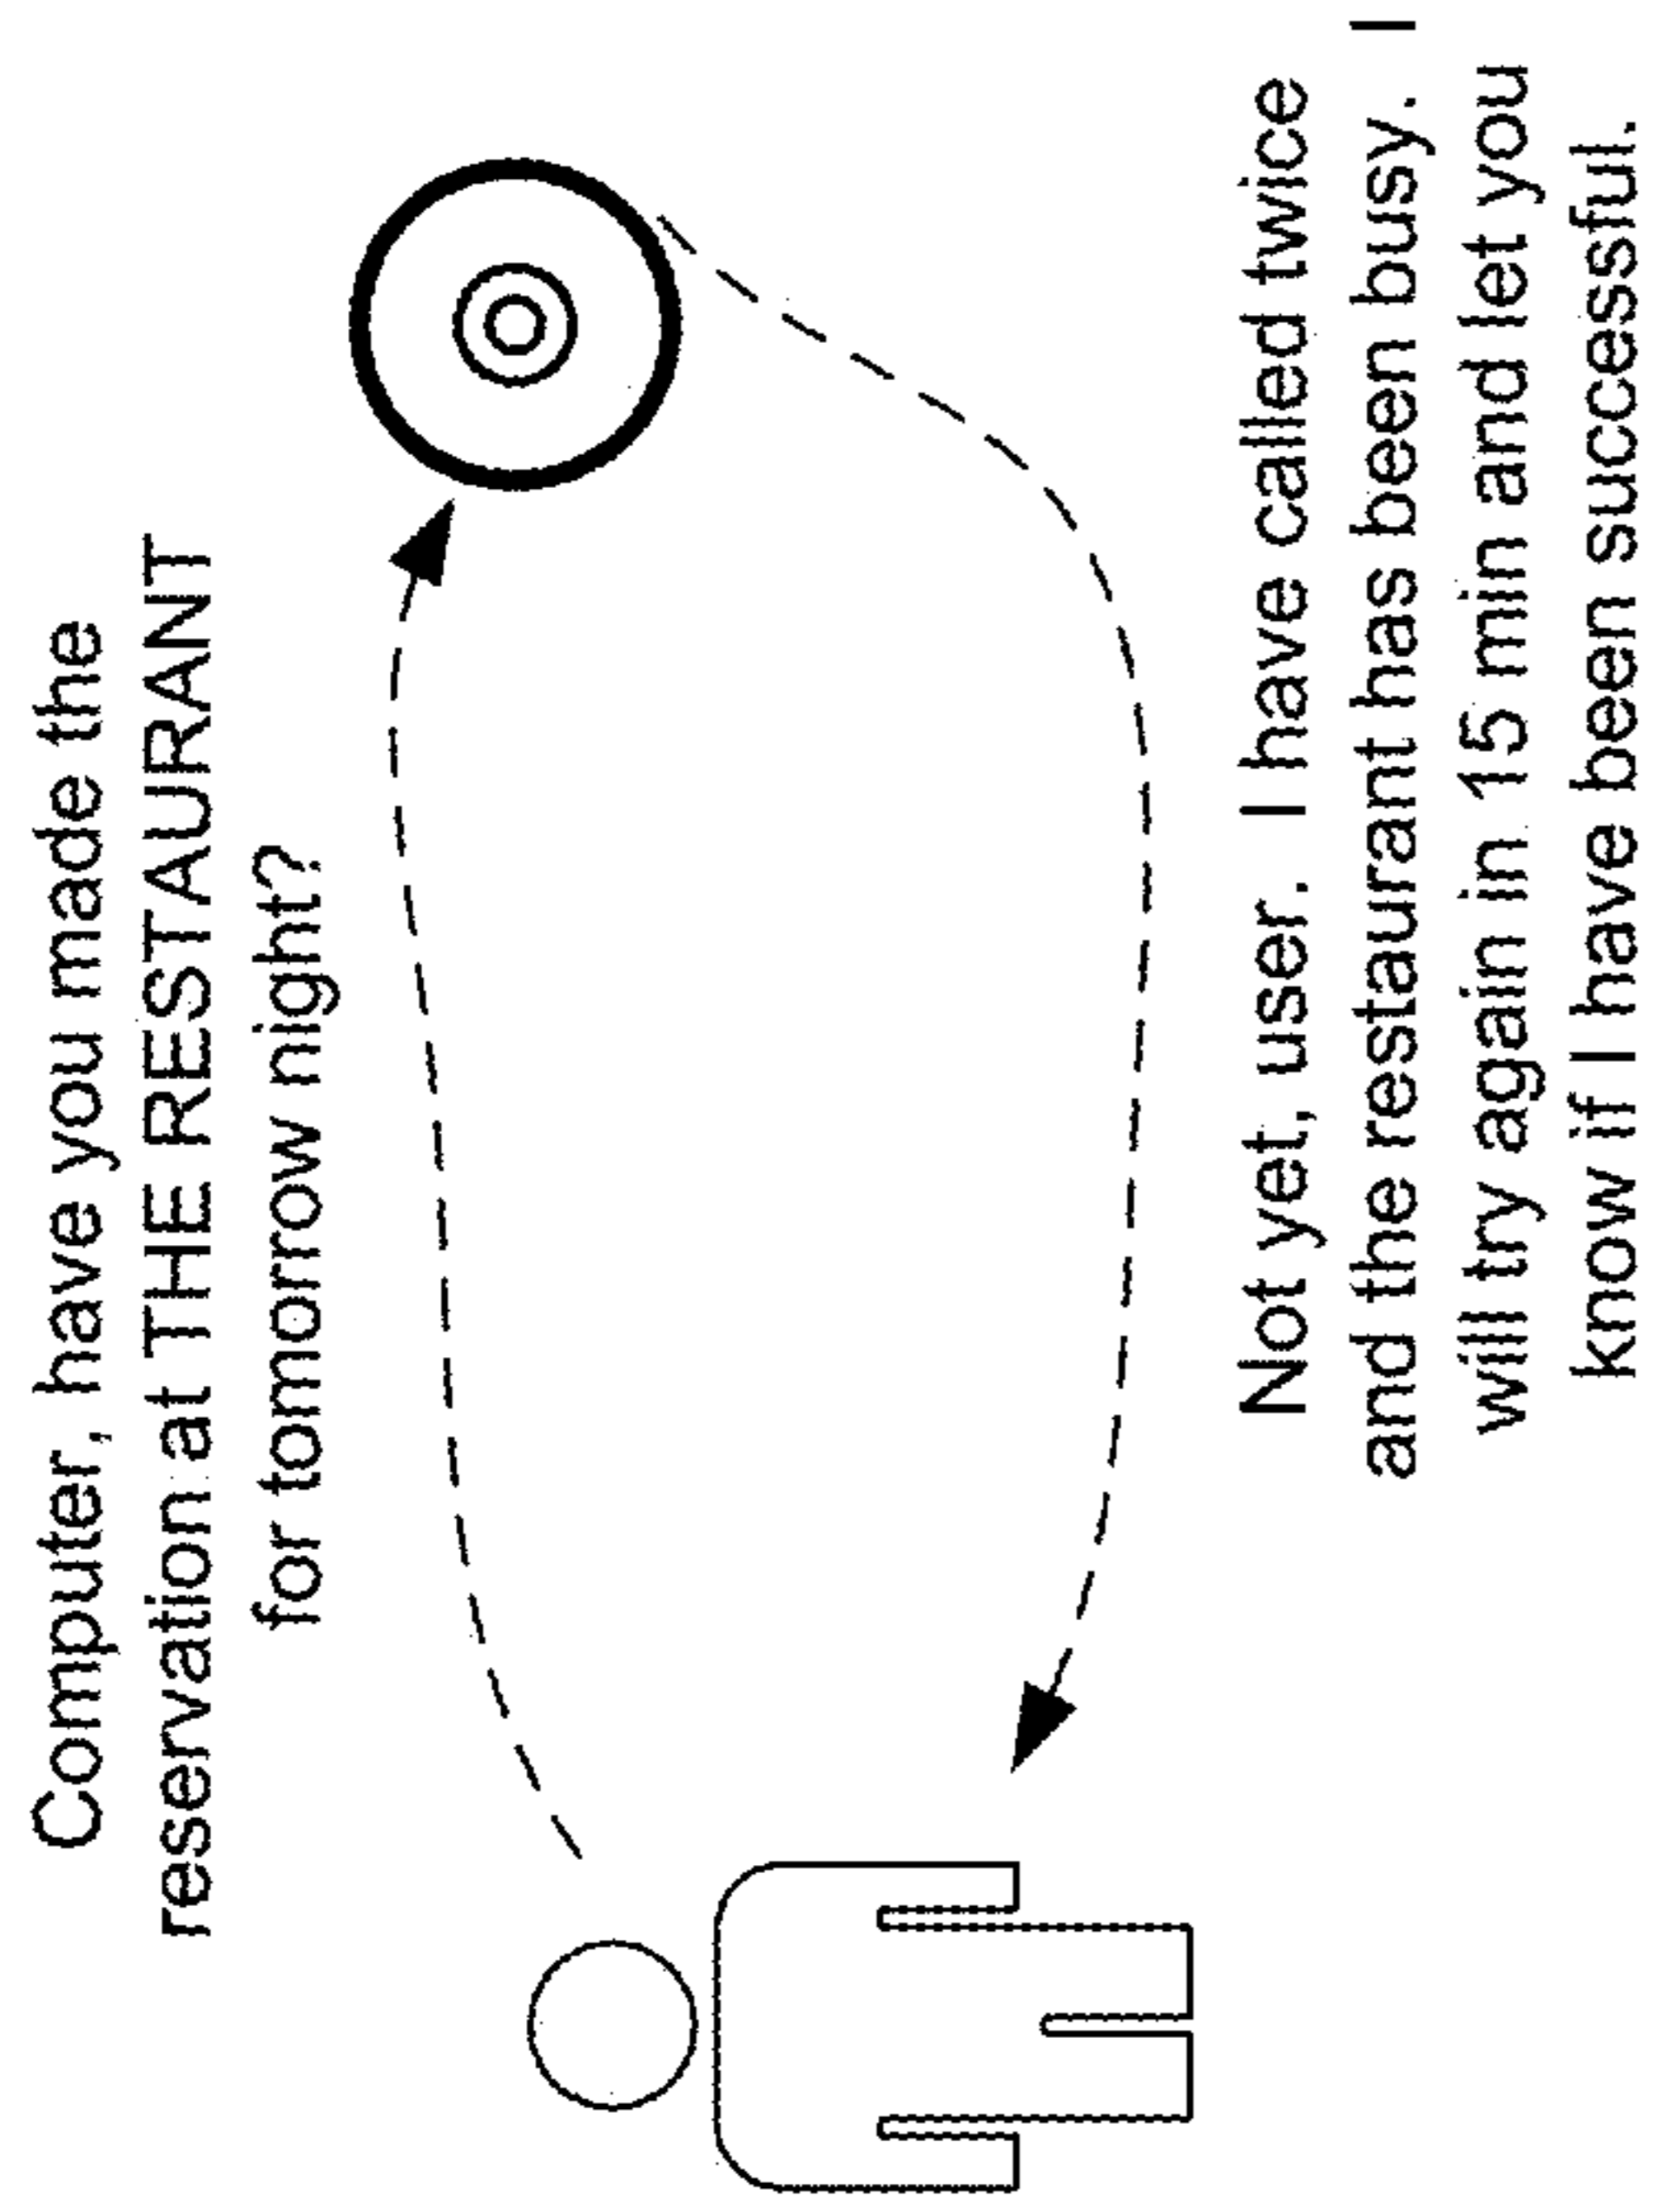 Computer, have you made the
reservation at THE RESTAURANT
for tomorrow night?
Not yet, user. I have called twice
and the restaurant has been busy. I
will try again in 15 min and let you
know if I have been successful.